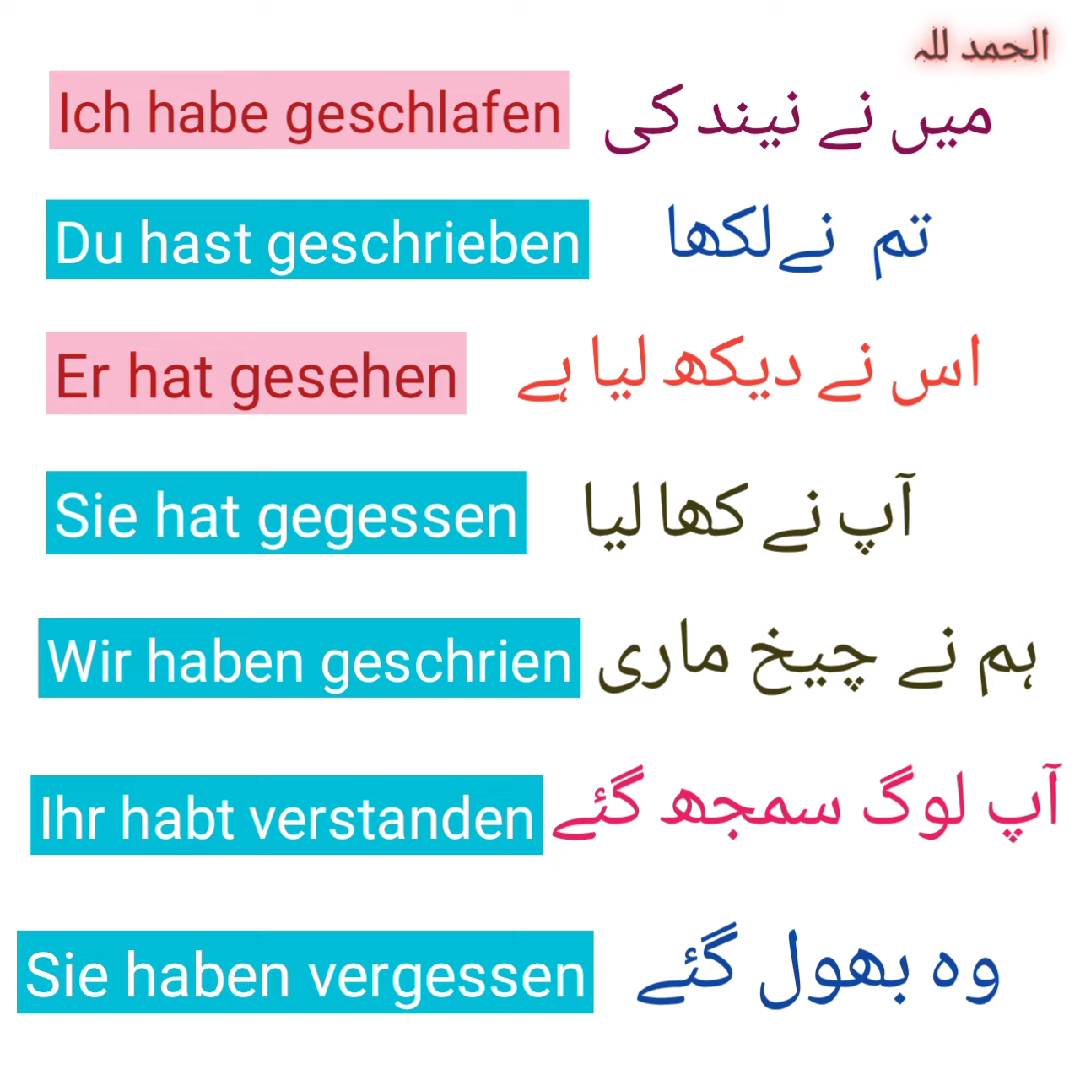 الحمد للہ
Ich habe geschlafen میں نے نیند کی
Du hast geschrieben تم نے لکھا
Er hat gesehen اس نے دیکھ لیا ہے
Sie hat gegessen آپ نے کھا لیا
Wir haben geschrien ہم نے چیخ ماری
Ihr habt verstanden آپ لوگ سمجھ گئے
Sie haben vergessen وہ بھول گئے